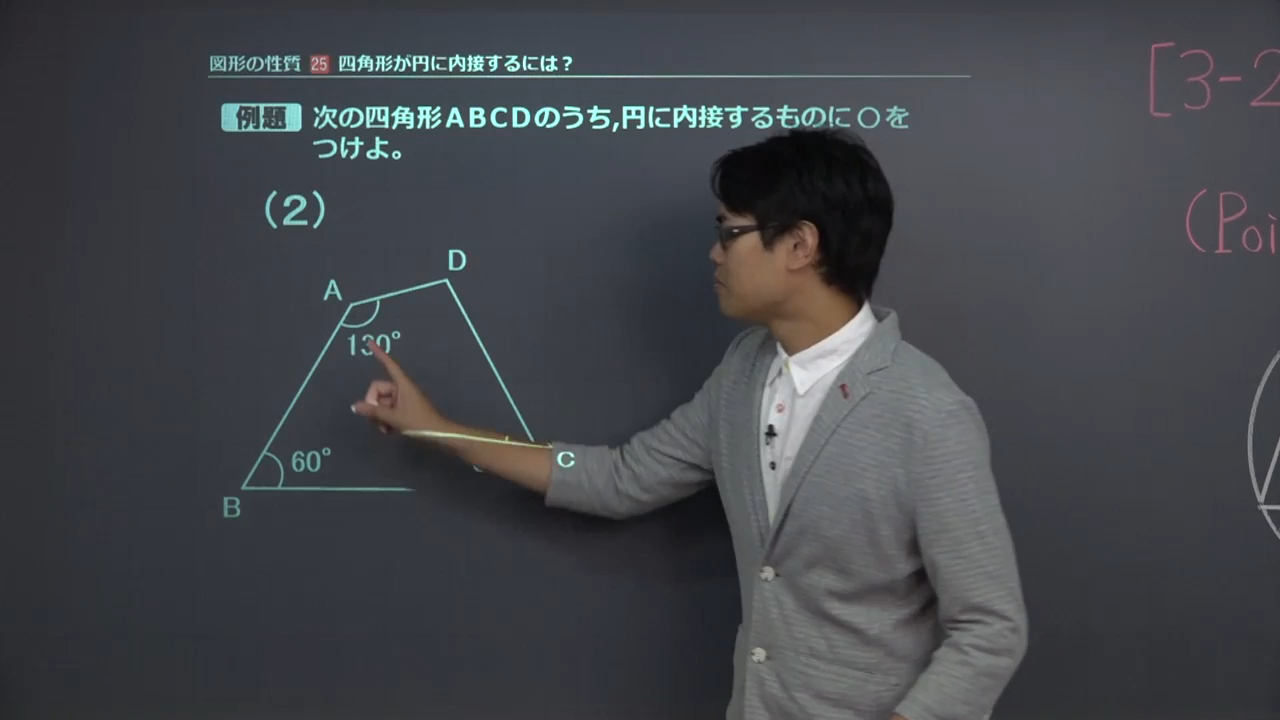 図形の性質 25 四角形が円に内接するには？
例題 次の四角形ABCDのうち,円に内接するものに○を
つけよ。
(2)
D
A
130°
60°
C
B
[3-2
(Poi